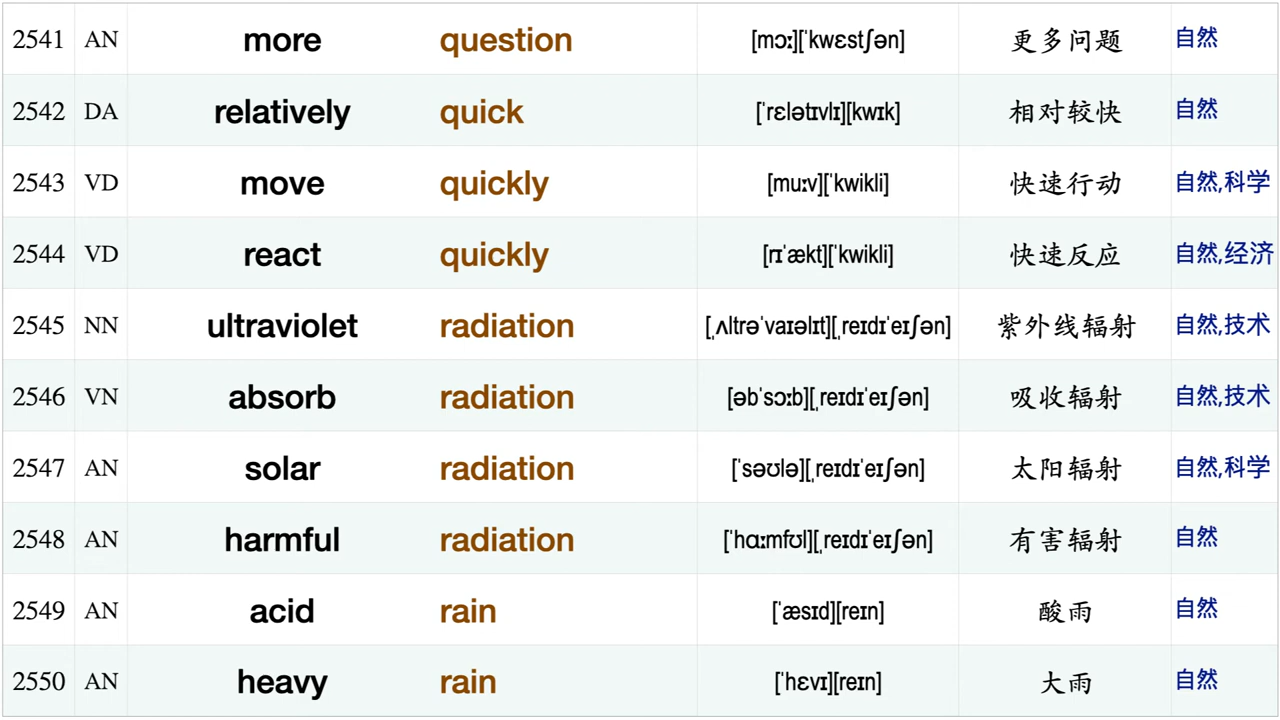 2541 AN more question [mɔː][ˈkwɛstʃən] 更多问题 自然
2542 DA relatively quick [ˈrɛlətɪvlɪ][kwɪk] 相对较快 自然
2543 VD move quickly [muːv][ˈkwikli] 快速行动 自然,科学
2544 VD react quickly [rɪˈækt][ˈkwikli] 快速反应 自然,经济
2545 NN ultraviolet radiation [ˌʌltrəˈvaɪəlɪt][ˌreɪdɪˈeɪʃən] 紫外线辐射 自然,技术
2546 VN absorb radiation [əbˈsɔːb][ˌreɪdɪˈeɪʃən] 吸收辐射 自然,技术
2547 AN solar radiation [ˈsəʊlə][ˌreɪdɪˈeɪʃən] 太阳辐射 自然,科学
2548 AN harmful radiation [ˈhɑːmfʊl][ˌreɪdɪˈeɪʃən] 有害辐射 自然
2549 AN acid rain [ˈæsɪd][reɪn] 酸雨 自然
2550 AN heavy rain [ˈhɛvɪ][reɪn] 大雨 自然